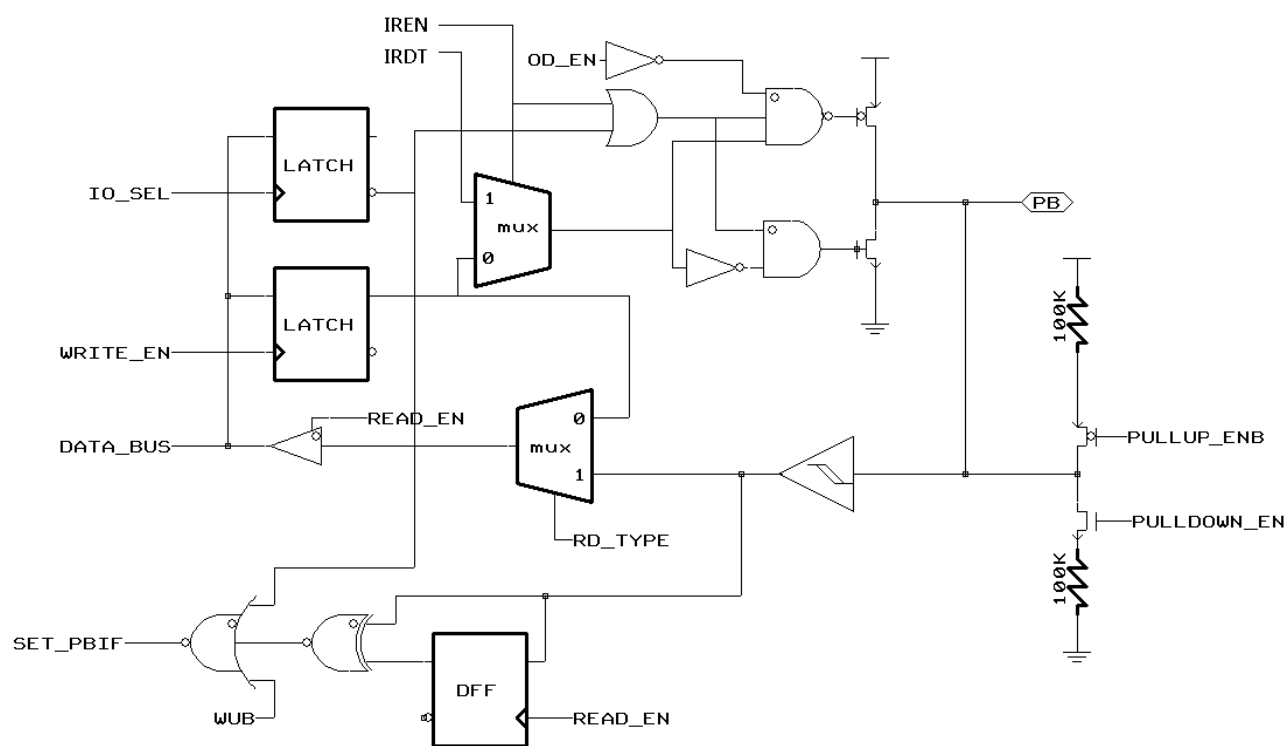 IREN
IRDT
OD_EN
LATCH
IO_SEL
1
mux
0
PB
LATCH
WRITE_EN
100K
READ_EN
0
mux
1
DATA_BUS
PULLUP_ENB
PULLDOWN_EN
RD_TYPE
100K
SET_PBIF
DFF
WUB
READ_EN